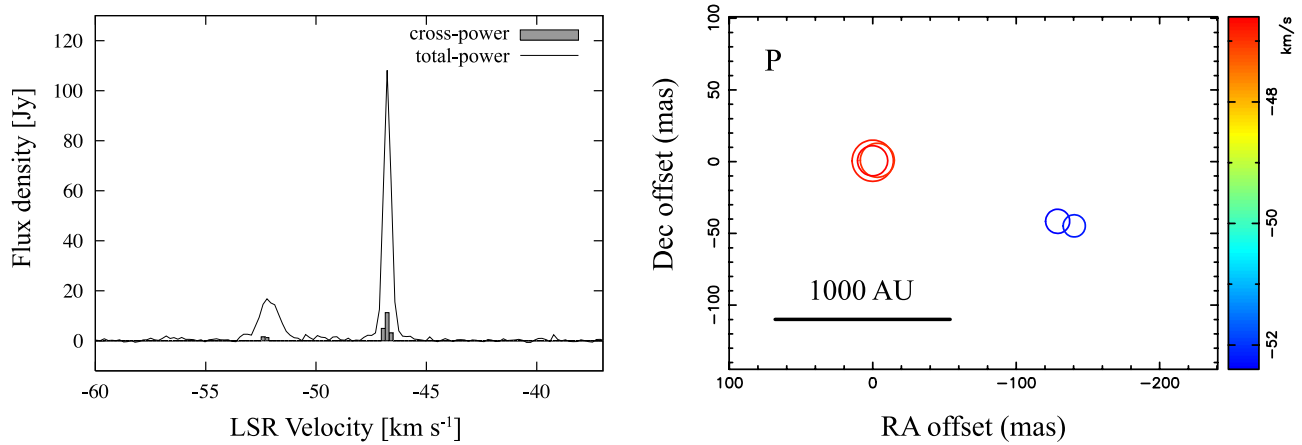 120
100
80
60
40
20
0
-60
-55
-50
-45
-40
Flux density [Jy]
LSR Velocity [km s-1]
cross-power
total-power
P
1000 AU
100
50
0
−50
−100
100
0
−100
−200
Dec offset (mas)
RA offset (mas)
km/s
−48
−50
−52